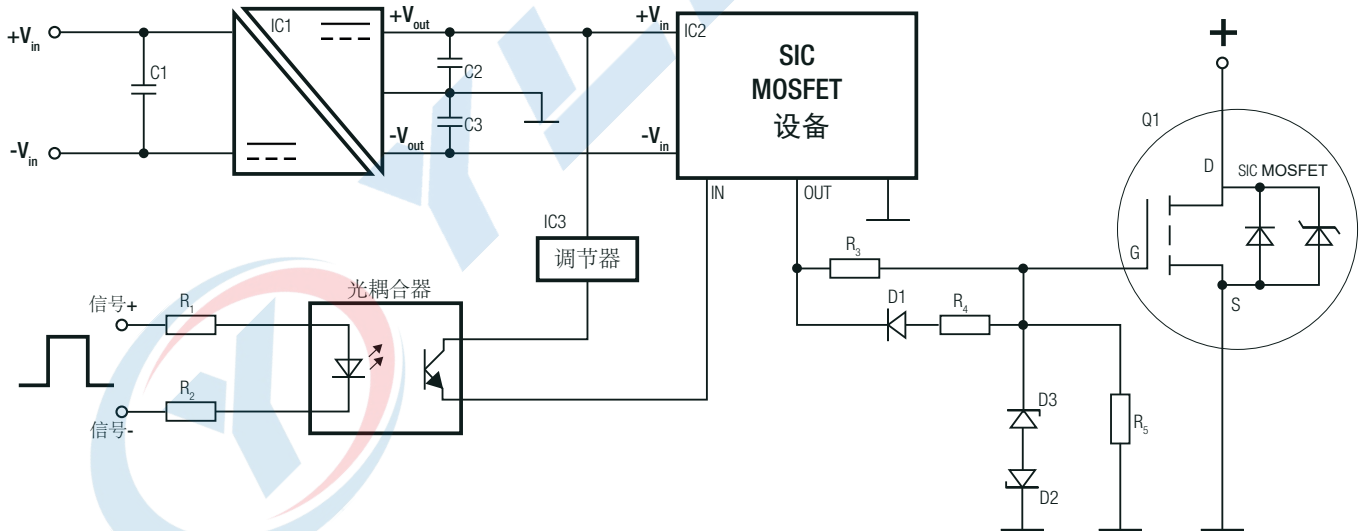 +Vin
-Vin
C1
IC1
+Vout
-Vout
C2
C3
+Vin
-Vin
IC2
SIC
MOSFET
设备
IN
OUT
IC3
调节器
光耦合器
信号+
信号-
R1
R2
R3
D1
R4
D3
D2
R5
+
Q1
D
SIC MOSFET
G
S